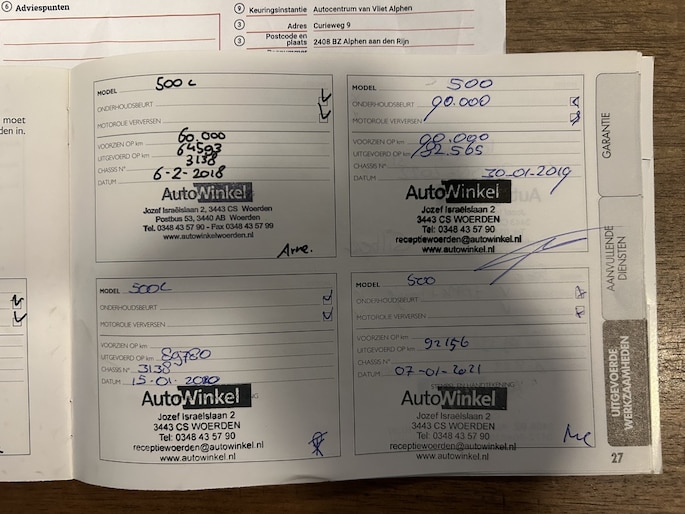 6 Adviespunten
9 Keuringsinstantie Autocentrum van Vliet Alphen
3 Adres Curieweg 9
3 Postcode en plaats 2408 BZ Alphen aan den Rijn
moet
den in.
MODEL 500 C
ONDERHOUDSBEURT
MOTOROLIE VERVERSEN
VOORZIEN OP km 60.000
UITGEVOERD OP km 64593
CHASSIS N° 3138
DATUM 6-2-2018
AutoWinkel
Jozef Israëlslaan 2, 3443 CS Woerden
Postbus 53, 3440 AB Woerden
Tel. 0348 43 57 90 - Fax 0348 43 57 99
www.autowinkelwoerden.nl
Arne.
MODEL 500
ONDERHOUDSBEURT 90.000
MOTOROLIE VERVERSEN
VOORZIEN OP km 90.000
UITGEVOERD OP km 82.565
CHASSIS N°
DATUM 30-01-2019
AutoWinkel
Jozef Israëlslaan 2
3443 CS WOERDEN
Tel: 0348 43 57 90
receptiewoerden@autowinkel.nl
www.autowinkel.nl
MODEL 500C
ONDERHOUDSBEURT
MOTOROLIE VERVERSEN
VOORZIEN OP km
UITGEVOERD OP km 89780
CHASSIS N° 3138
DATUM 15-01-2020
AutoWinkel
Jozef Israëlslaan 2
3443 CS WOERDEN
Tel: 0348 43 57 90
receptiewoerden@autowinkel.nl
www.autowinkel.nl
MODEL 500
ONDERHOUDSBEURT
MOTOROLIE VERVERSEN
VOORZIEN OP km
UITGEVOERD OP km 92156
CHASSIS N°
DATUM 07-01-2021
STEMPEL EN HANDTEKENING
AutoWinkel
Jozef Israëlslaan 2
3443 CS WOERDEN
Tel: 0348 43 57 90
receptiewoerden@autowinkel.nl
www.autowinkel.nl
GARANTIE
AANVULLENDE
DIENSTEN
UITGEVOERDE
WERKZAAMHEDEN
27